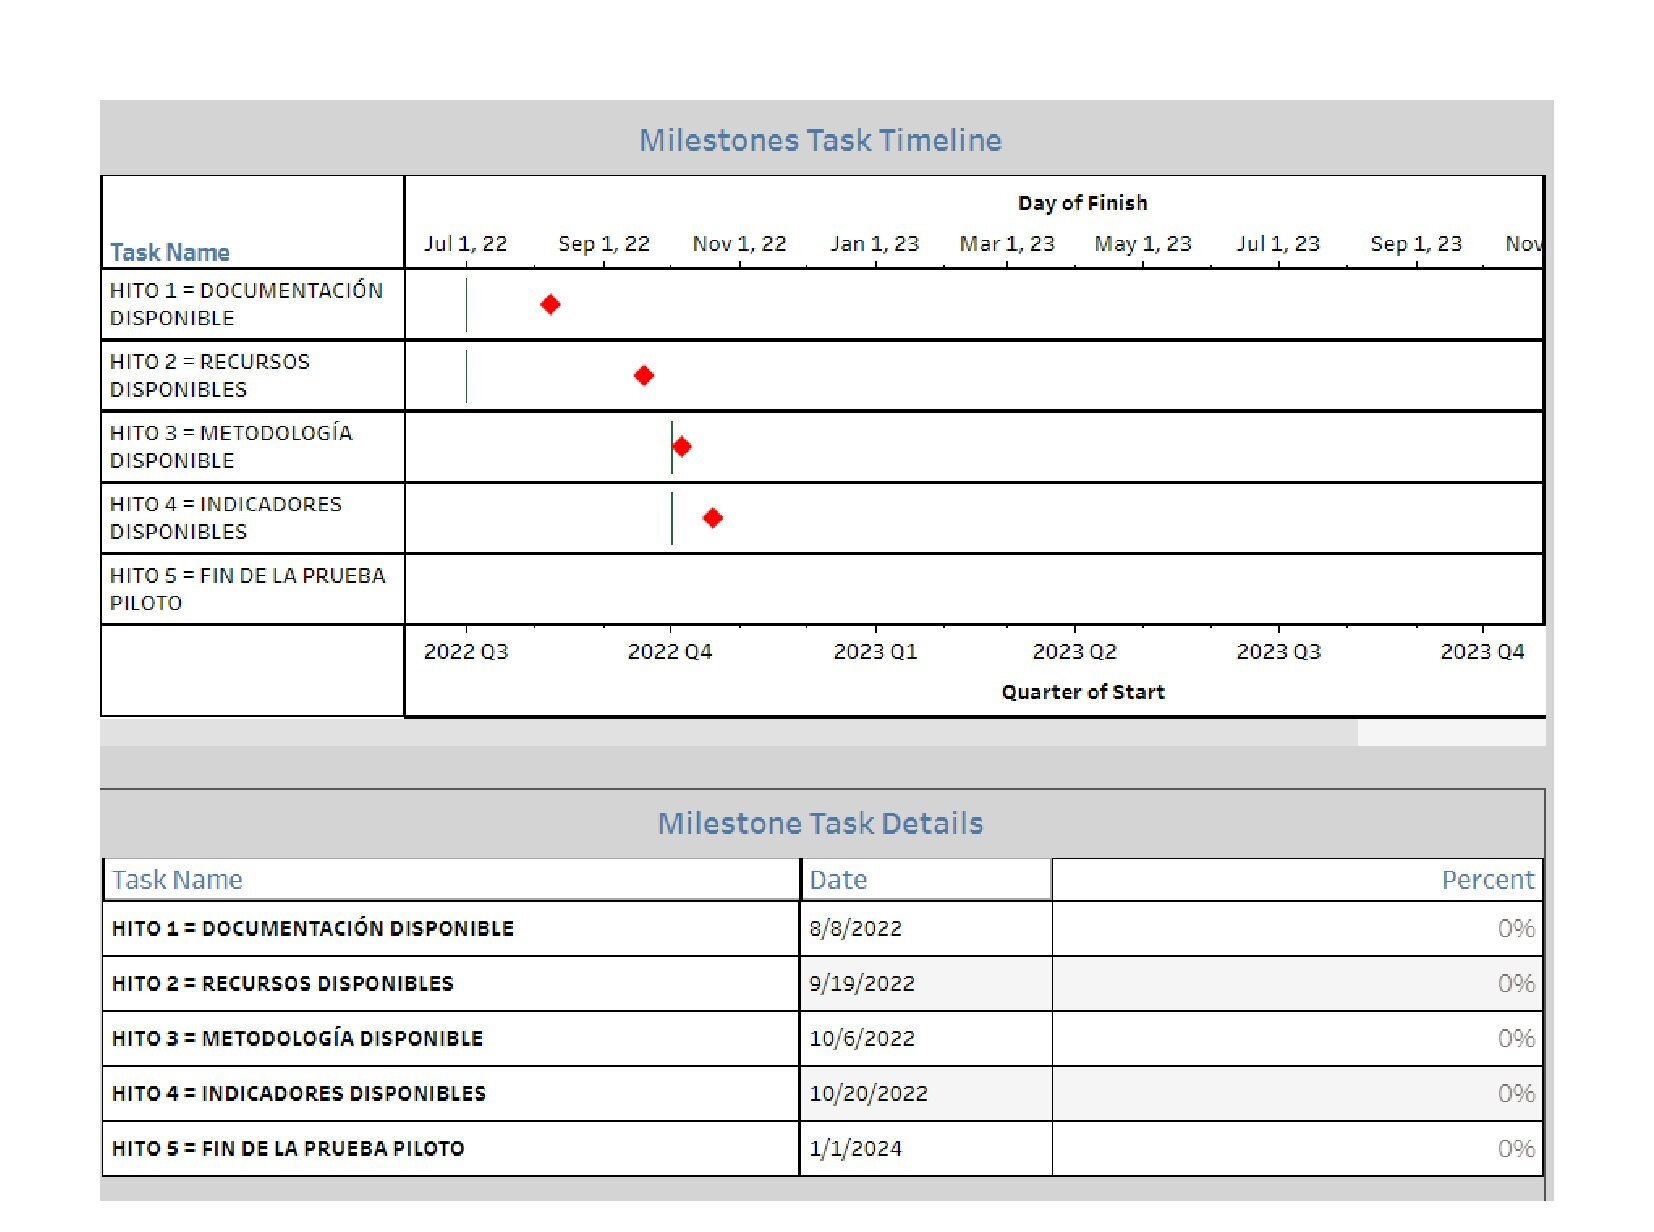 Milestones Task Timeline
Day of Finish
Task Name
Jul 1, 22 Sep 1, 22 Nov 1, 22 Jan 1, 23 Mar 1, 23 May 1, 23 Jul 1, 23 Sep 1, 23 Nov
HITO 1 = DOCUMENTACIÓN
DISPONIBLE
HITO 2 = RECURSOS
DISPONIBLES
HITO 3 = METODOLOGÍA
DISPONIBLE
HITO 4 = INDICADORES
DISPONIBLES
HITO 5 = FIN DE LA PRUEBA
PILOTO
2022 Q3 2022 Q4 2023 Q1 2023 Q2 2023 Q3 2023 Q4
Quarter of Start
Milestone Task Details
Task Name Date Percent
HITO 1 = DOCUMENTACIÓN DISPONIBLE 8/8/2022 0%
HITO 2 = RECURSOS DISPONIBLES 9/19/2022 0%
HITO 3 = METODOLOGÍA DISPONIBLE 10/6/2022 0%
HITO 4 = INDICADORES DISPONIBLES 10/20/2022 0%
HITO 5 = FIN DE LA PRUEBA PILOTO 1/1/2024 0%